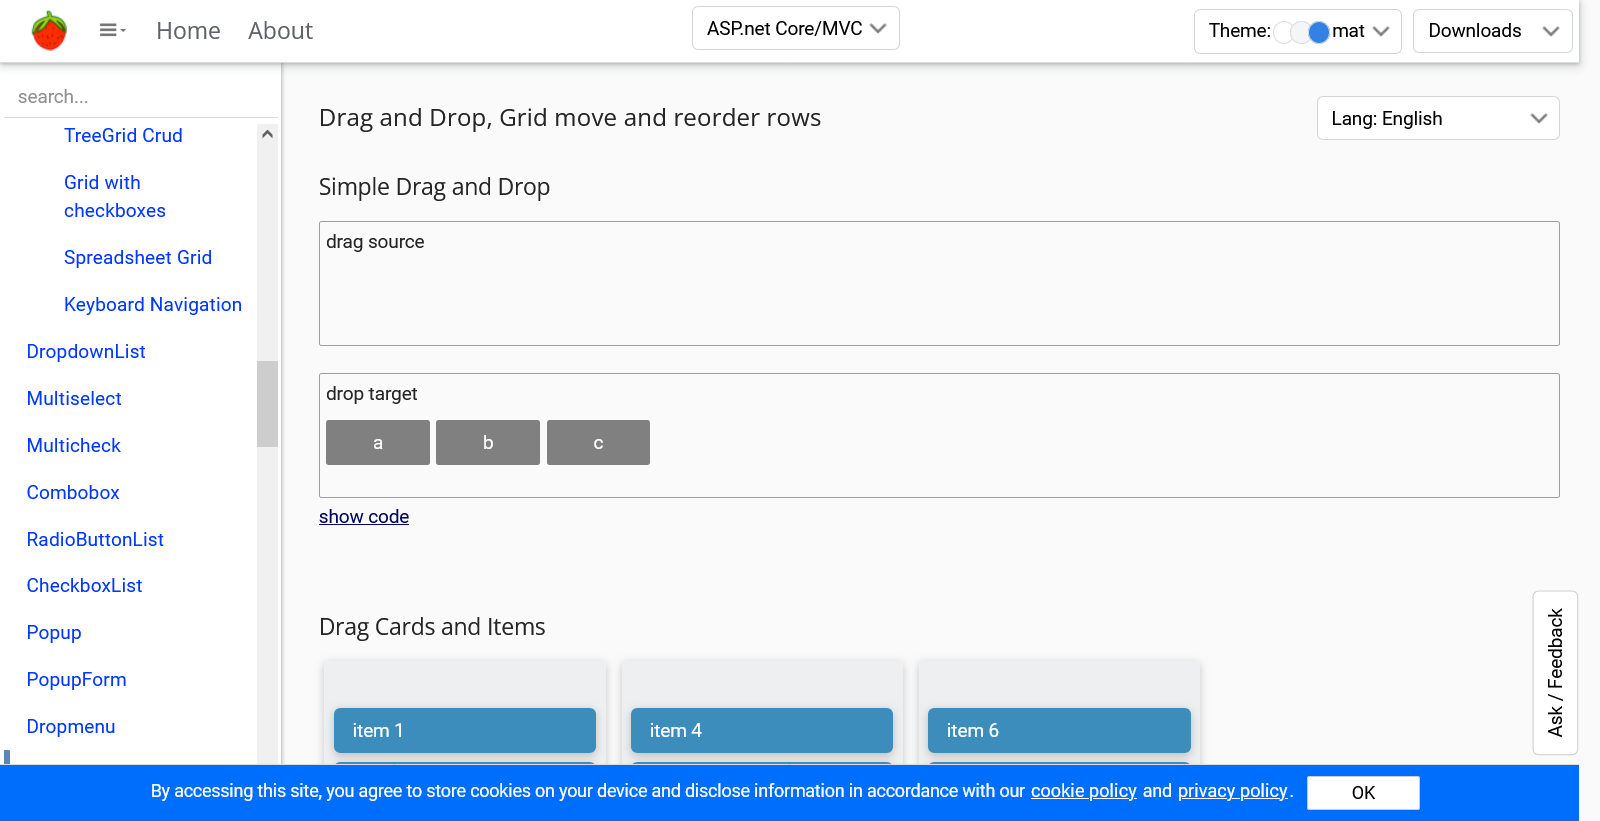 Home About
ASP.net Core/MVC
Theme: mat
Downloads
search...
TreeGrid Crud
Grid with
checkboxes
Spreadsheet Grid
Keyboard Navigation
DropdownList
Multiselect
Multicheck
Combobox
RadioButtonList
CheckboxList
Popup
PopupForm
Dropmenu
Drag and Drop, Grid move and reorder rows
Lang: English
Simple Drag and Drop
drag source
drop target
a b c
show code
Drag Cards and Items
item 1 item 4 item 6
Ask / Feedback
By accessing this site, you agree to store cookies on your device and disclose information in accordance with our cookie policy and privacy policy. OK